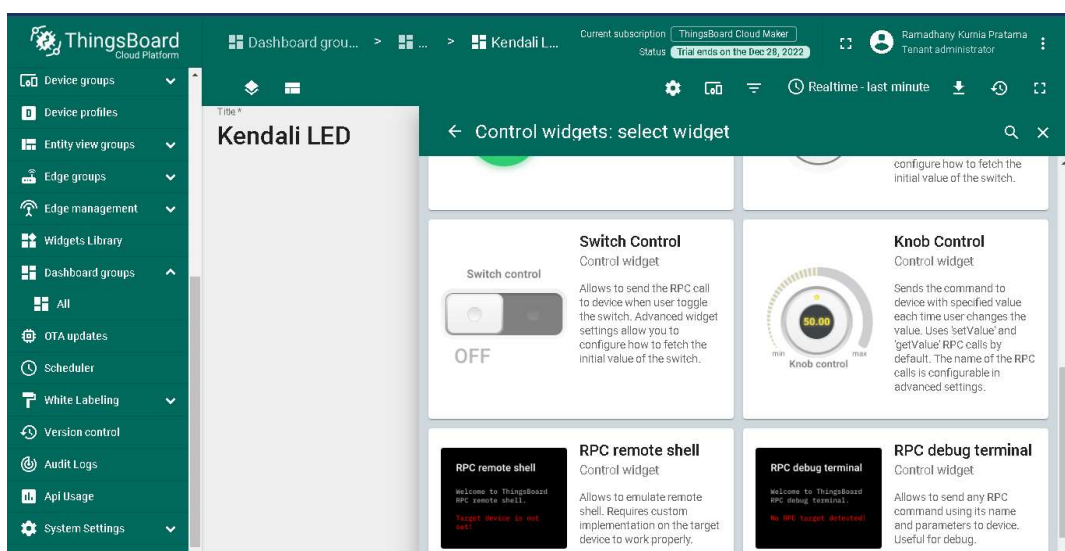 ThingsBoard
Cloud Platform
Dashboard grou... > ... > Kendali L...
Current subscription ThingsBoard Cloud Maker
Status Trial ends on the Dec 28, 2022
Ramadhany Kurnia Pratama
Tenant administrator
Device groups
Device profiles
Entity view groups
Edge groups
Edge management
Widgets Library
Dashboard groups
All
OTA updates
Scheduler
White Labeling
Version control
Audit Logs
Api Usage
System Settings
Realtime - last minute
Title *
Kendali LED
Control widgets: select widget
configure how to fetch the
initial value of the switch.
Switch control
OFF
Switch Control
Control widget
Allows to send the RPC call
to device when user toggle
the switch. Advanced widget
settings allow you to
configure how to fetch the
initial value of the switch.
50.00
min
max
Knob control
Knob Control
Control widget
Sends the command to
device with specified value
each time user changes the
value. Uses 'setValue' and
'getValue' RPC calls by
default. The name of the RPC
calls is configurable in
advanced settings.
RPC remote shell
Welcome to ThingsBoard
RPC remote shell.
Target device is not
set!
RPC remote shell
Control widget
Allows to emulate remote
shell. Requires custom
implementation on the target
device to work properly.
RPC debug terminal
Welcome to ThingsBoard
RPC debug terminal.
No RPC target detected!
RPC debug terminal
Control widget
Allows to send any RPC
command using its name
and parameters to device.
Useful for debug.